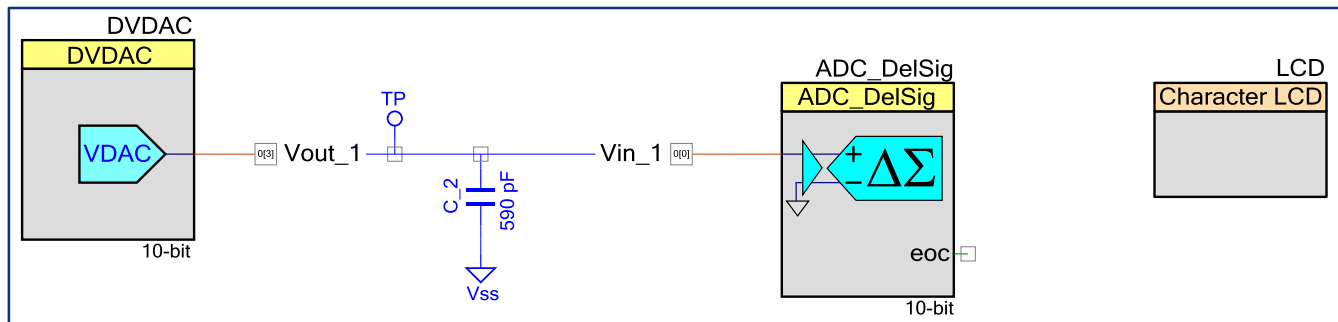 DVDAC
DVDAC
VDAC
10-bit
0[3]
Vout_1
TP
C_2
590 pF
Vss
Vin_1
0[0]
ADC_DelSig
ADC_DelSig
+
−
ΔΣ
eoc
10-bit
LCD
Character LCD